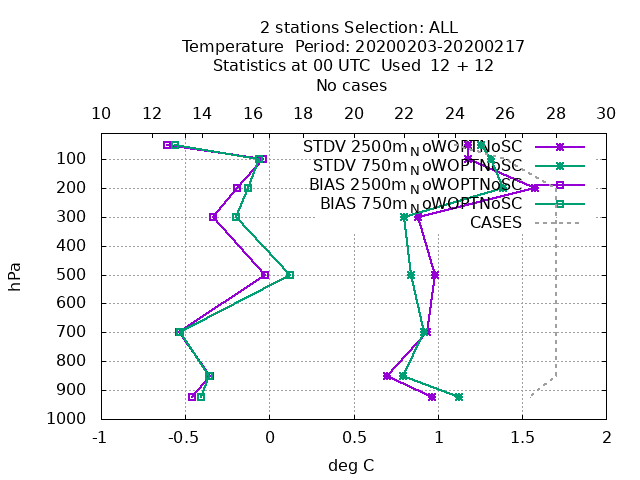 2 stations Selection: ALL
Temperature  Period: 20200203-20200217
Statistics at 00 UTC  Used  12 + 12
No cases
10 12 14 16 18 20 22 24 26 28 30
STDV 2500m_NoWOPTNoSC
STDV 750m_NoWOPTNoSC
BIAS 2500m_NoWOPTNoSC
BIAS 750m_NoWOPTNoSC
CASES
100
200
300
400
500
600
700
800
900
1000
hPa
-1 -0.5 0 0.5 1 1.5 2
deg C